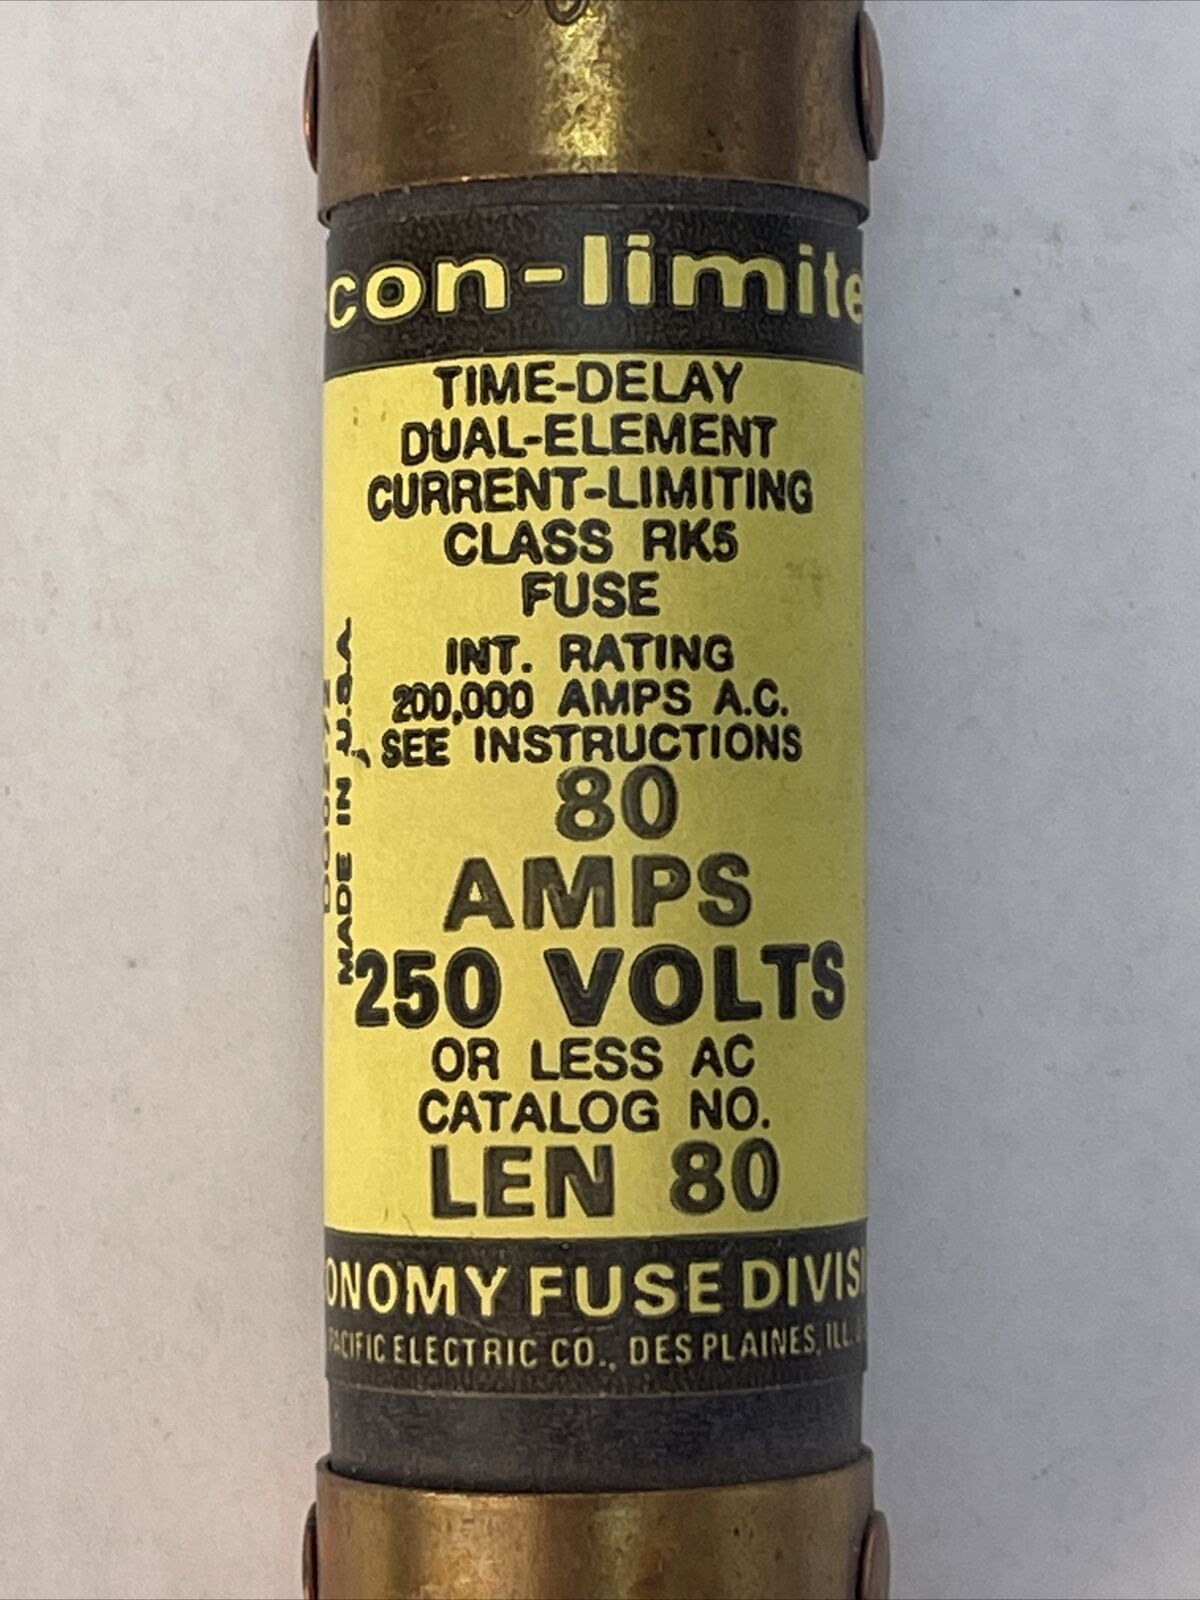 con-limite
TIME-DELAY
DUAL-ELEMENT
CURRENT-LIMITING
CLASS RK5
FUSE
INT. RATING
200,000 AMPS A.C.
SEE INSTRUCTIONS
80
AMPS
250 VOLTS
OR LESS AC
CATALOG NO.
LEN 80
MADE IN U.S.A.
ONOMY FUSE DIVISI
PACIFIC ELECTRIC CO., DES PLAINES, ILL.